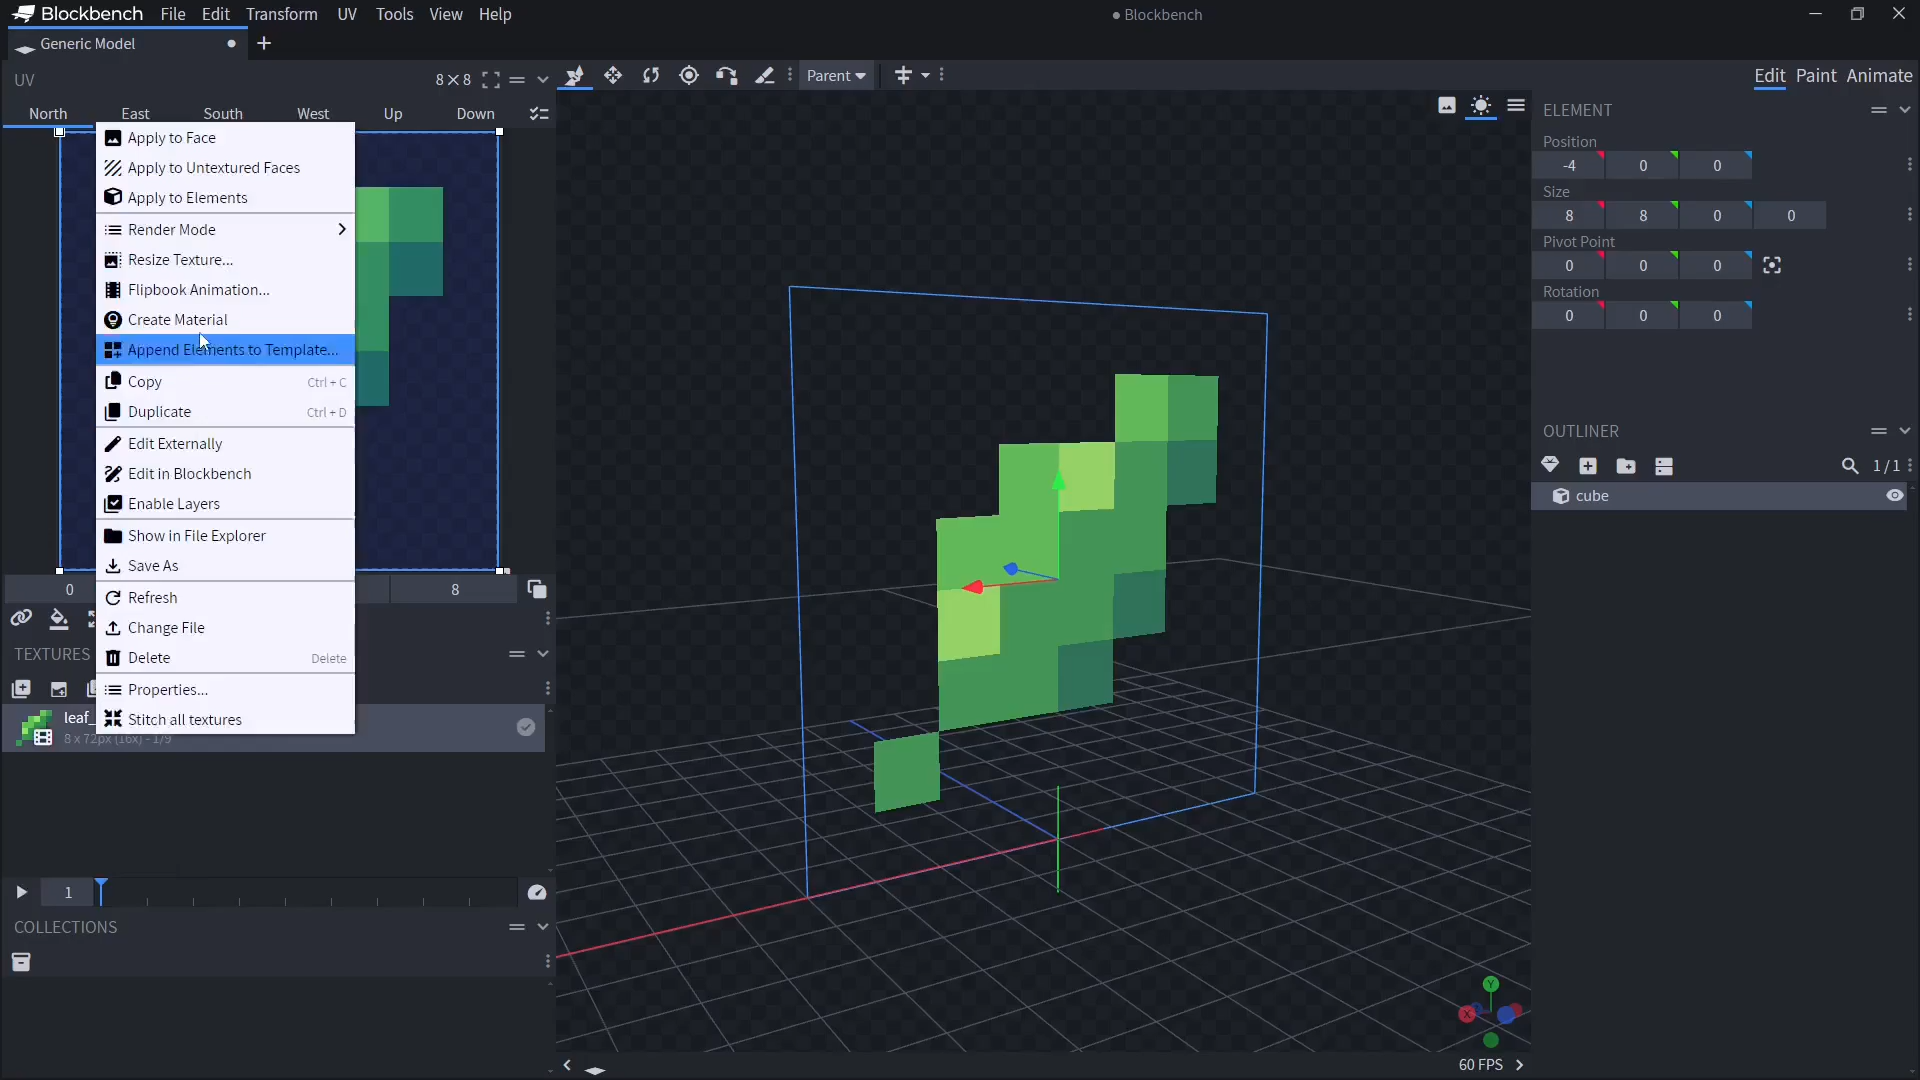 Blockbench File Edit Transform UV Tools View Help
Blockbench
Generic Model
UV
8×8
Parent
Edit Paint Animate
North East South West Up Down
ELEMENT
Position
-4 0 0
Size
8 8 0 0
Pivot Point
0 0 0
Rotation
0 0 0
OUTLINER
1/1
cube
Apply to Face
Apply to Untextured Faces
Apply to Elements
Render Mode
Resize Texture...
Flipbook Animation...
Create Material
Append Elements to Template...
Copy Ctrl + C
Duplicate Ctrl + D
Edit Externally
Edit in Blockbench
Enable Layers
Show in File Explorer
Save As
Refresh
Change File
Delete Delete
Properties...
Stitch all textures
0 8
TEXTURES
leaf_
8 x 72px (16x) - 1/9
1
COLLECTIONS
Y
X
60 FPS